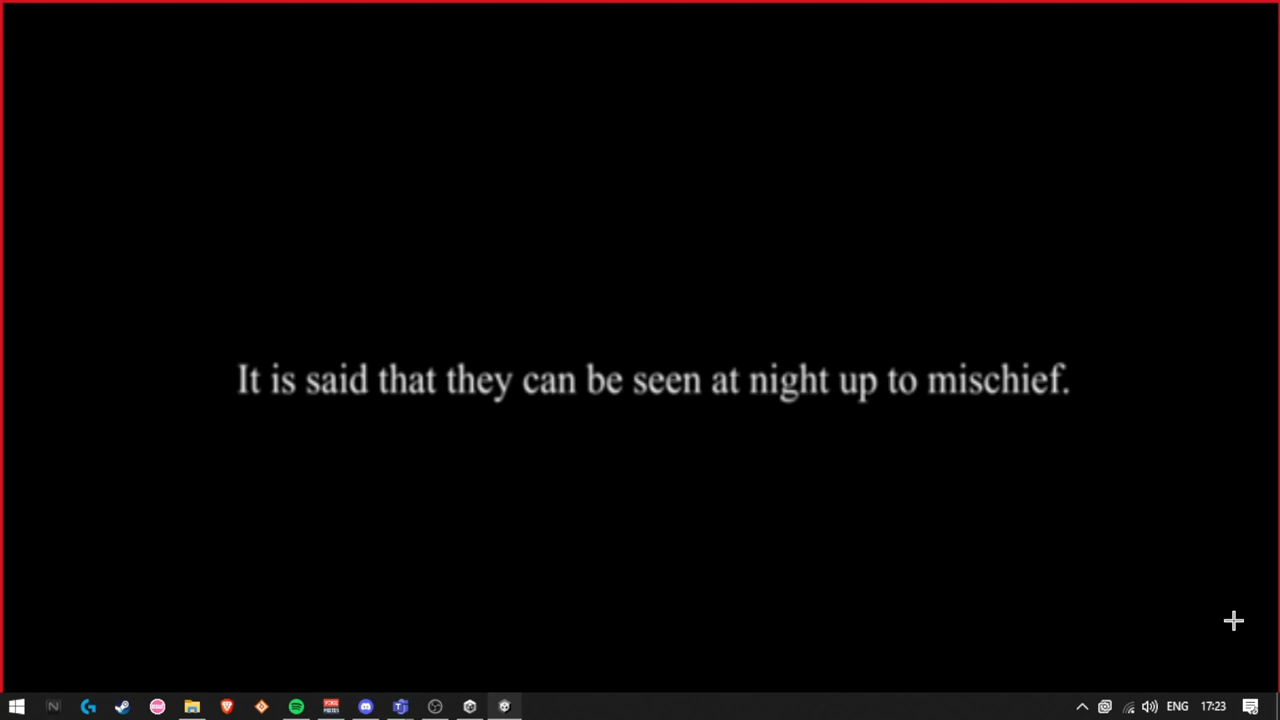 It is said that they can be seen at night up to mischief.
ENG 17:23